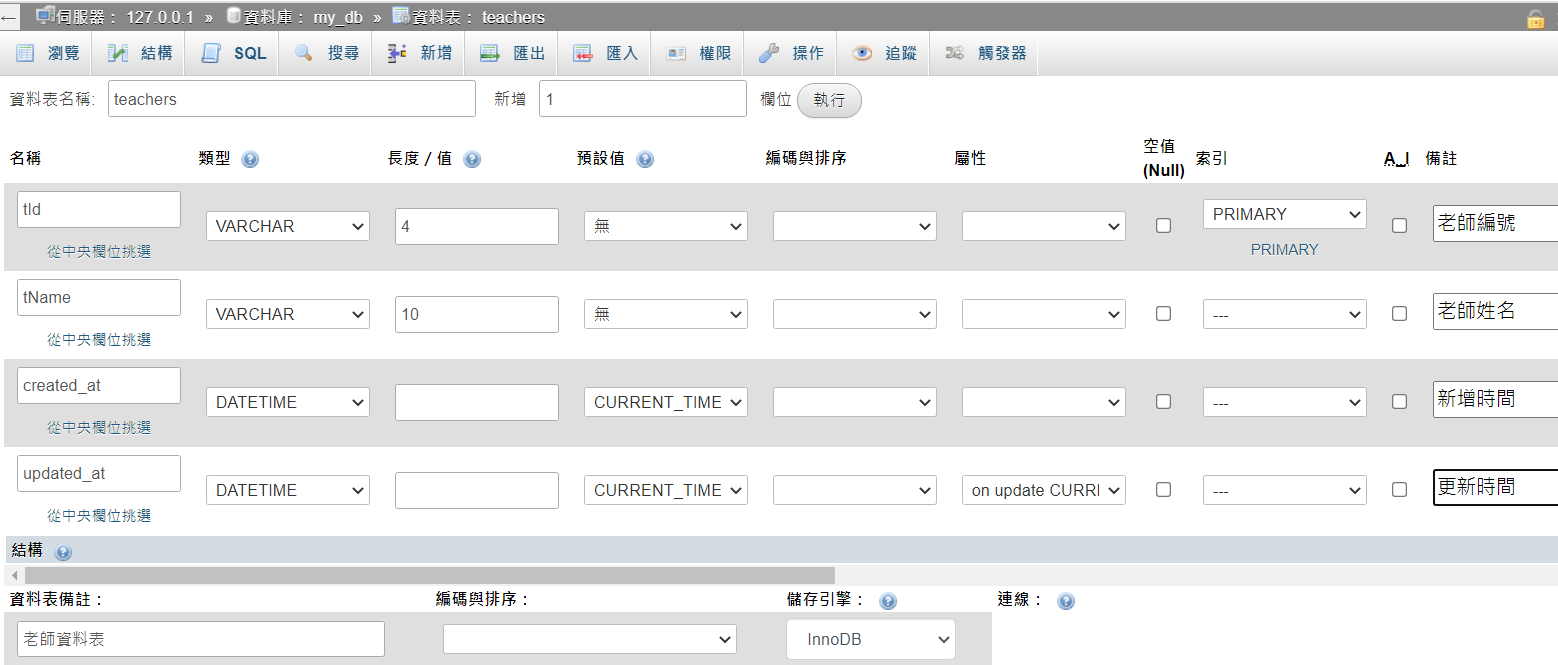 ← 伺服器： 127.0.0.1 » 資料庫： my_db » 資料表： teachers
瀏覽 結構 SQL 搜尋 新增 匯出 匯入 權限 操作 追蹤 觸發器
資料表名稱: teachers 新增 1 欄位 執行
名稱 類型 長度 / 值 預設值 編碼與排序 屬性 空值 (Null) 索引 A_I 備註
tId VARCHAR 4 無 PRIMARY 老師編號
從中央欄位挑選 PRIMARY
tName VARCHAR 10 無 --- 老師姓名
從中央欄位挑選
created_at DATETIME CURRENT_TIME --- 新增時間
從中央欄位挑選
updated_at DATETIME CURRENT_TIME on update CURRI --- 更新時間
從中央欄位挑選
結構
資料表備註： 編碼與排序： 儲存引擎： 連線：
老師資料表 InnoDB